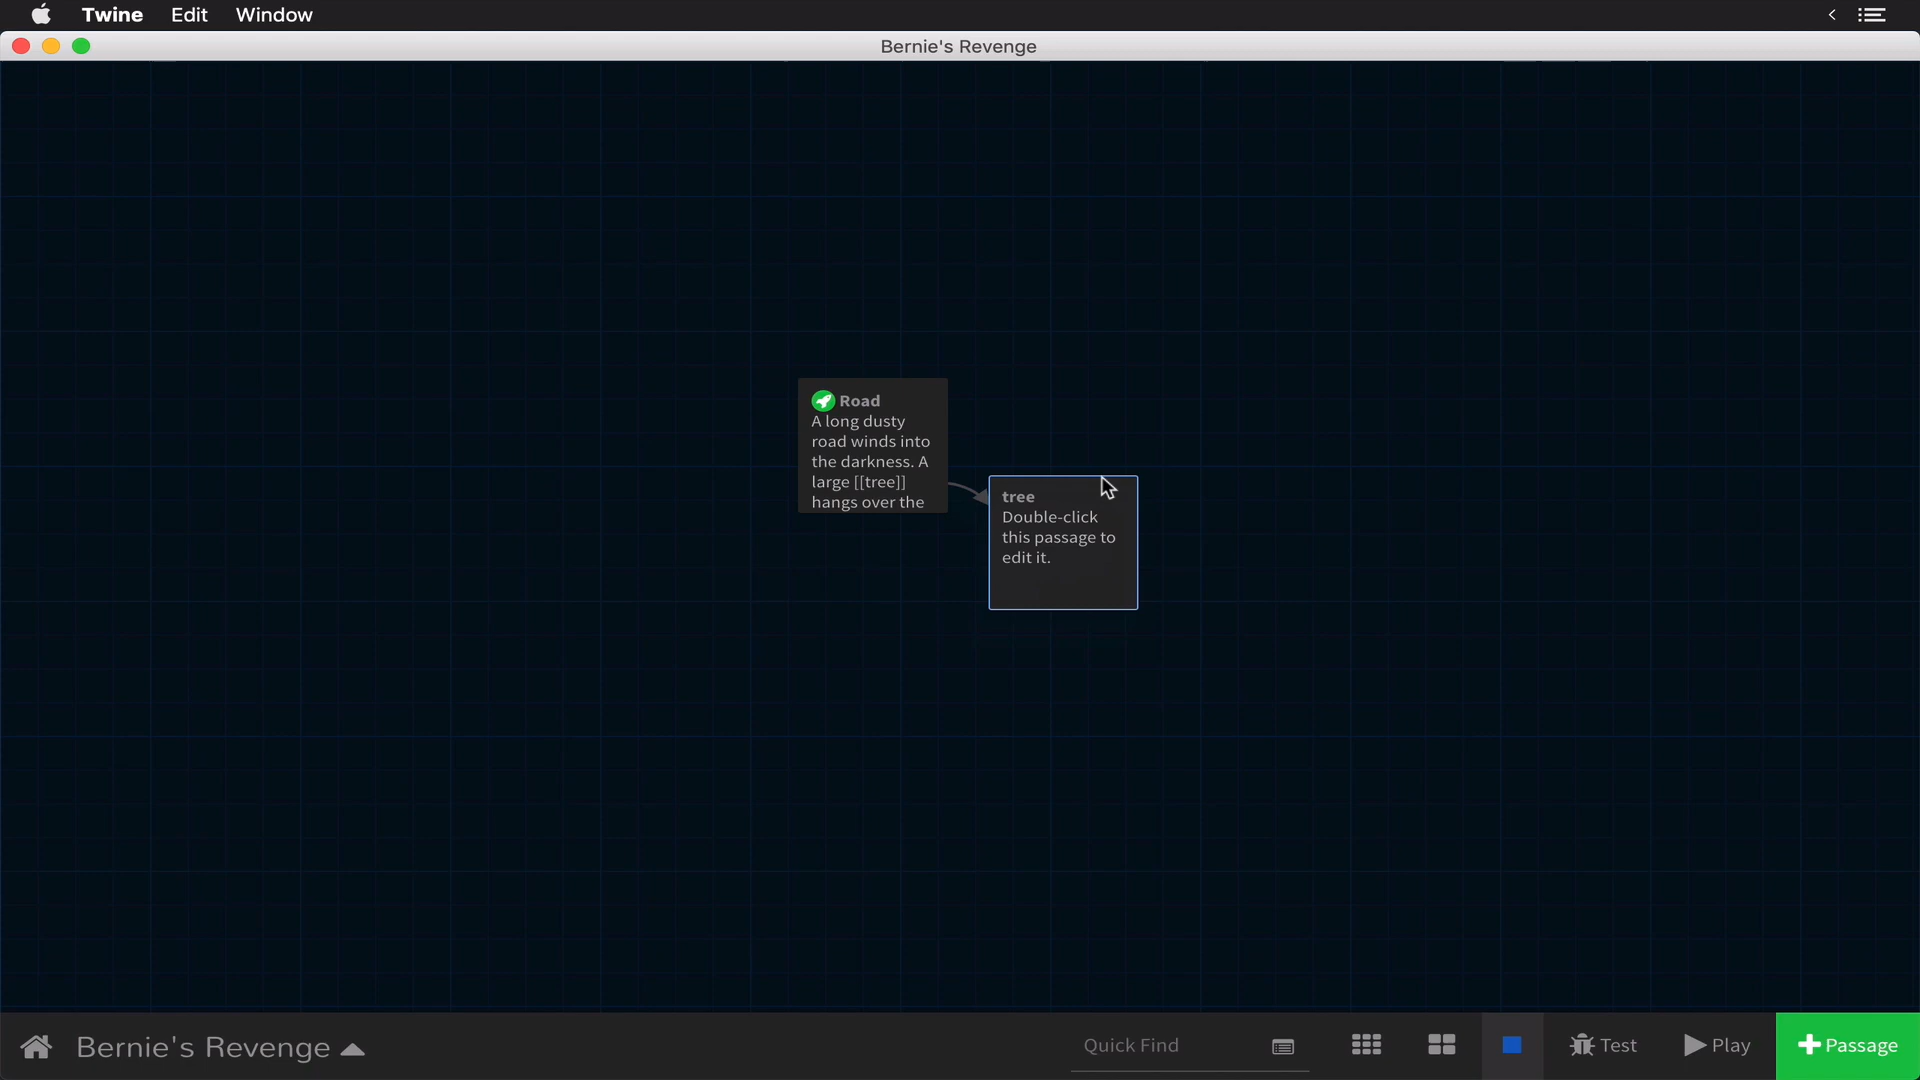 Twine Edit Window
Bernie's Revenge
Road
A long dusty
road winds into
the darkness. A
large [[tree]]
hangs over the
tree
Double-click
this passage to
edit it.
Bernie's Revenge Quick Find Test Play Passage